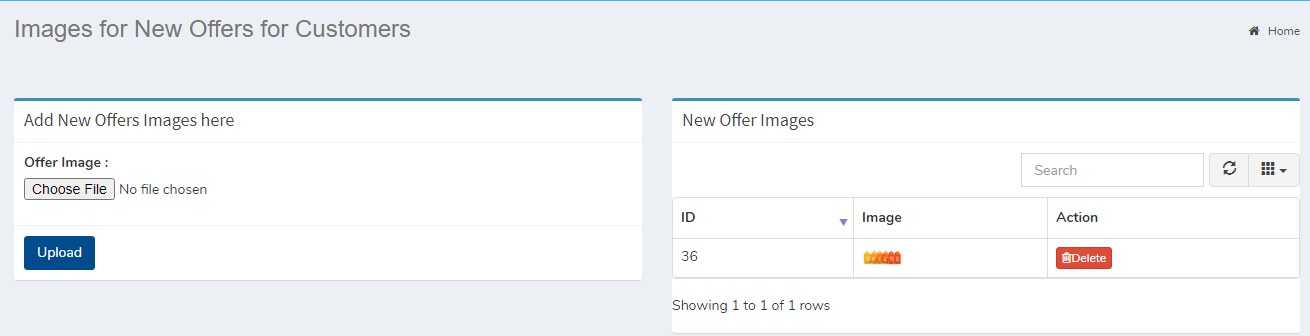 Images for New Offers for Customers
Home
Add New Offers Images here
Offer Image :
Choose File No file chosen
Upload
New Offer Images
Search
ID Image Action
36 OFFERS Delete
Showing 1 to 1 of 1 rows